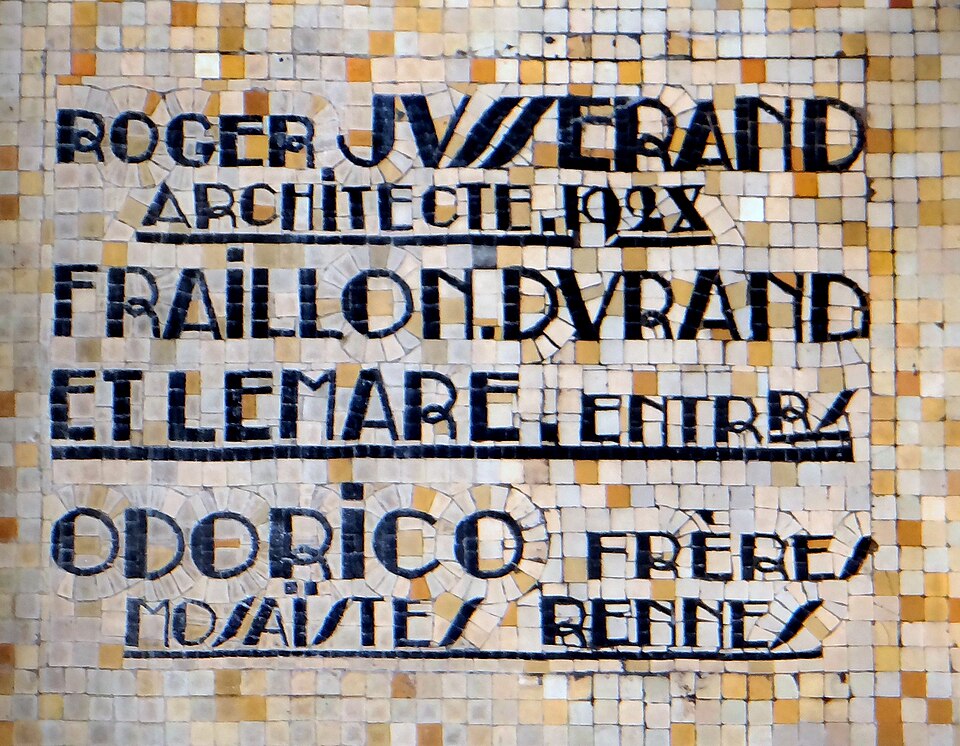 ROGER JVSSERAND
ARCHiTECTE..1928
FRAiLLON.DVRAND
ET LEMARE. ENTRRS
ODORiCO FRÈRES
MOSAÏSTES RENNES